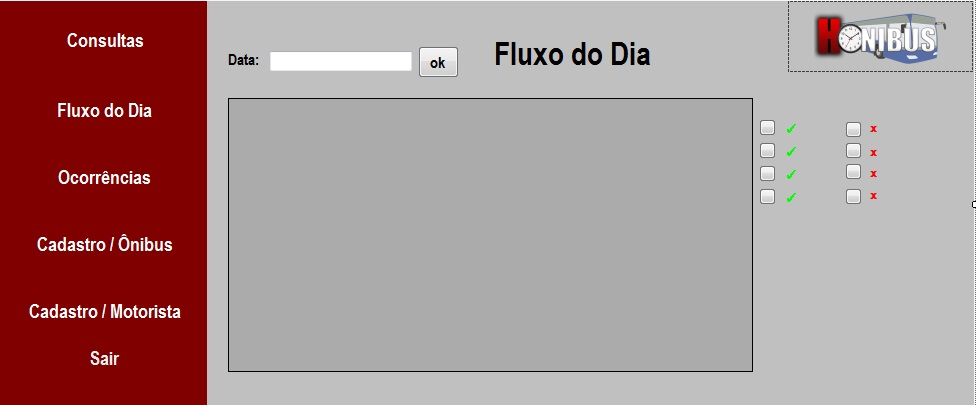 Consultas
Fluxo do Dia
Ocorrências
Cadastro / Ônibus
Cadastro / Motorista
Sair
Data:
ok
Fluxo do Dia
HONIBUS
✓ x
✓ x
✓ x
✓ x